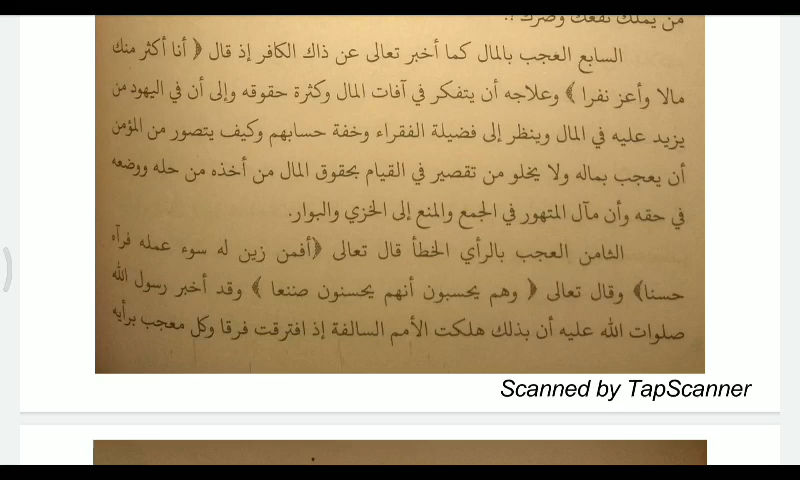 من يملك نفعك وضرك ؟.
السابع العجب بالمال كما أخبر تعالى عن ذاك الكافر إذ قال ﴿ أنا أكثر منك
مالا وأعز نفرا ﴾ وعلاجه أن يتفكر في آفات المال وكثرة حقوقه وإلى أن في اليهود من
يزيد عليه في المال وينظر إلى فضيلة الفقراء وخفة حسابهم وكيف يتصور من المؤمن
أن يعجب بماله ولا يخلو من تقصير في القيام بحقوق المال من أخذه من حله ووضعه
في حقه وأن مآل المتهور في الجمع والمنع إلى الخزي والبوار.
الثامن العجب بالرأي الخطأ قال تعالى ﴿أفمن زين له سوء عمله فرآه
حسنا﴾ وقال تعالى ﴿ وهم يحسبون أنهم يحسنون صنعا ﴾ وقد أخبر رسول الله
صلوات الله عليه أن بذلك هلكت الأمم السالفة إذ افترقت فرقا وكل معجب برأيه
Scanned by TapScanner